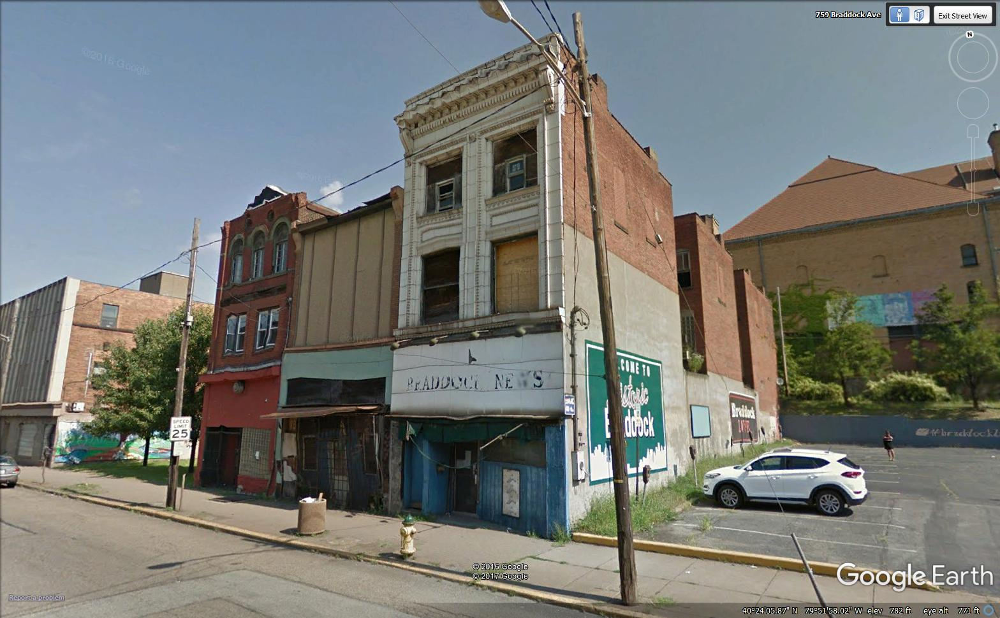 759 Braddock Ave
Exit Street View
N
©2016 Google
BRADDOCK NEWS
COME TO
Historic
Braddock
Braddock
SPEED
LIMIT
25
#braddock
© 2016 Google
© 2017 Google
Google Earth
Report a problem
40°24'05.87" N 79°51'58.02" W elev 782 ft eye alt 771 ft